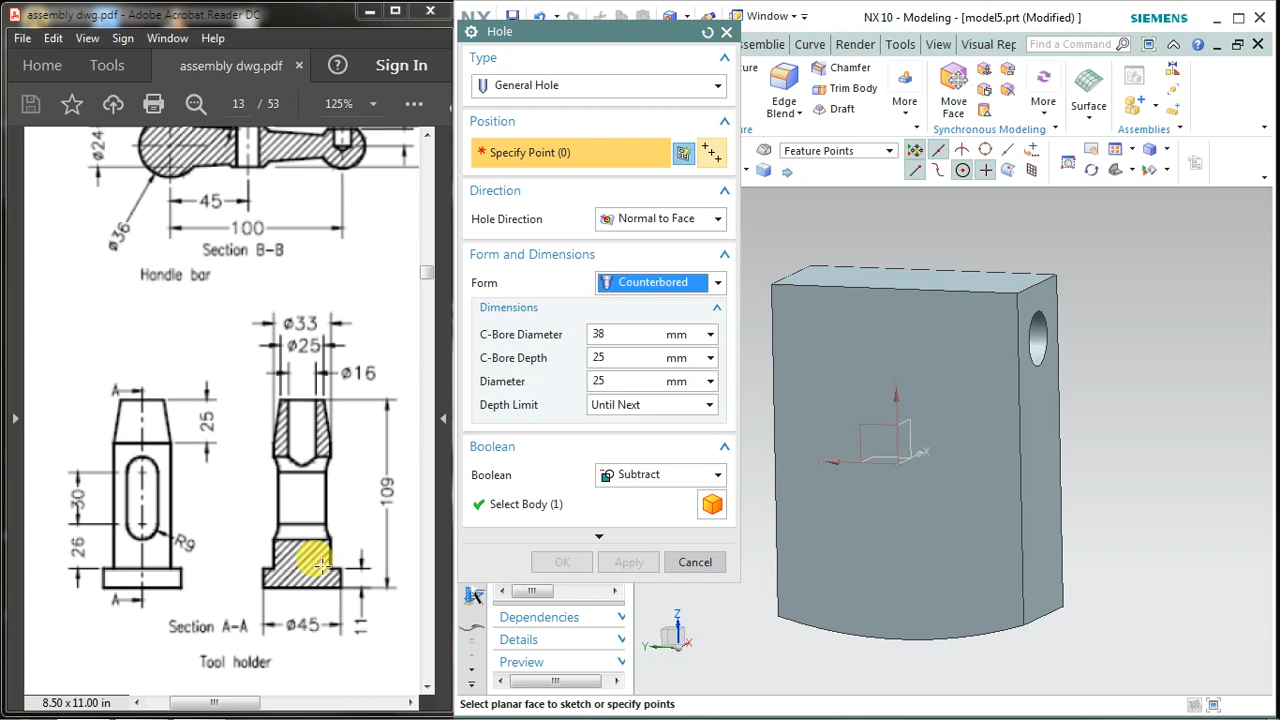 assembly dwg.pdf - Adobe Acrobat Reader DC
File Edit View Sign Window Help
Home Tools assembly dwg.pdf × Sign In
13 / 53 125%
ø24
45
100
ø36
Section B-B
Handle bar
ø33
ø25
ø16
A
25
30
109
R9
26
A
Section A-A
ø45
11
Tool holder
8.50 x 11.00 in
Hole
Type
General Hole
Position
* Specify Point (0)
Direction
Hole Direction Normal to Face
Form and Dimensions
Form Counterbored
Dimensions
C-Bore Diameter 38 mm
C-Bore Depth 25 mm
Diameter 25 mm
Depth Limit Until Next
Boolean
Boolean Subtract
Select Body (1)
OK Apply Cancel
Dependencies
Details
Preview
NX
Window
NX 10 - Modeling - [model5.prt (Modified) ]
SIEMENS
Assemblie Curve Render Tools View Visual Rep Find a Command
Edge Blend
Chamfer
Trim Body
Draft
More
Move Face
More
Surface
Synchronous Modeling
Assemblies
Feature Points
X
Z
Y
X
Select planar face to sketch or specify points